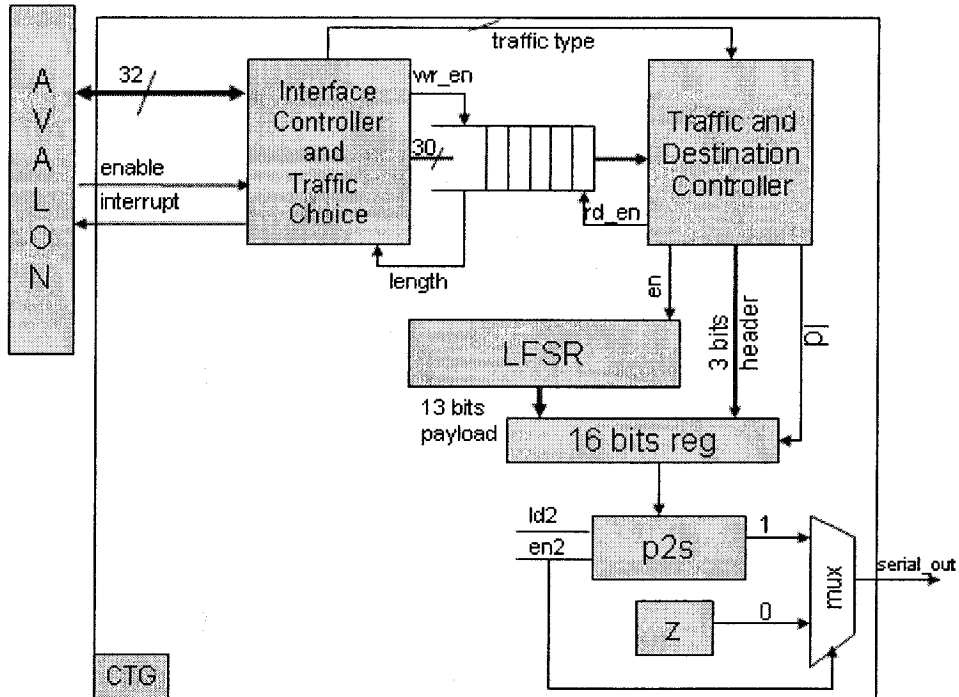 AVALON
32
enable
interrupt
Interface
Controller
and
Traffic
Choice
traffic type
wr_en
30
length
rd_en
Traffic and
Destination
Controller
en
3 bits
header
ld
LFSR
13 bits
payload
16 bits reg
ld2
en2
p2s
1
Z
0
mux
serial_out
CTG